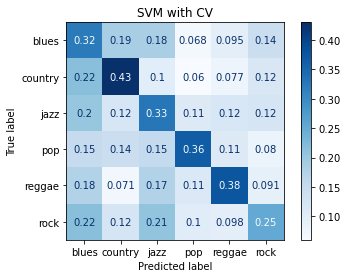 SVM with CV
True label
blues 0.32 0.19 0.18 0.068 0.095 0.14
country 0.22 0.43 0.1 0.06 0.077 0.12
jazz 0.2 0.12 0.33 0.11 0.12 0.12
pop 0.15 0.14 0.15 0.36 0.11 0.08
reggae 0.18 0.071 0.17 0.11 0.38 0.091
rock 0.22 0.12 0.21 0.1 0.098 0.25
blues country jazz pop reggae rock
Predicted label
0.40
0.35
0.30
0.25
0.20
0.15
0.10